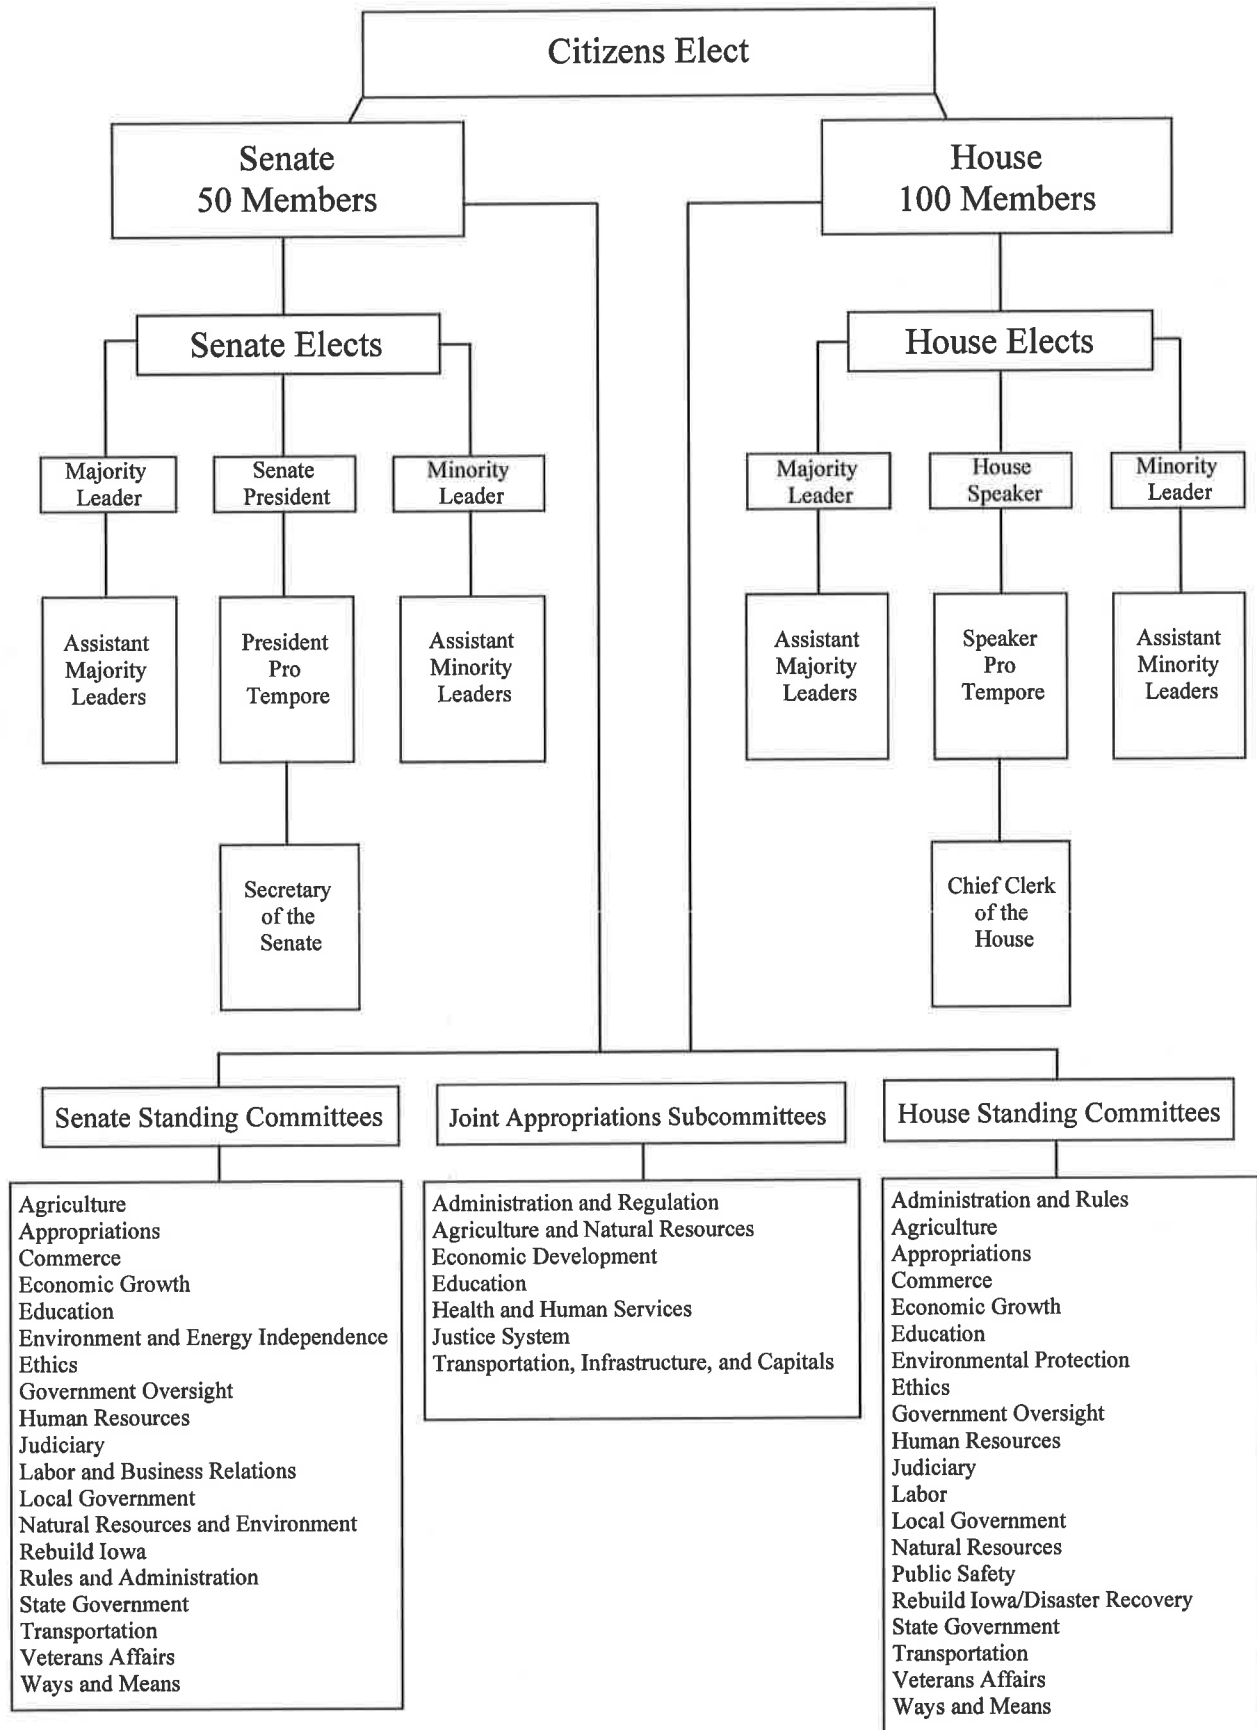 Citizens Elect
Senate
50 Members
House
100 Members
Senate Elects
House Elects
Majority
Leader
Senate
President
Minority
Leader
Majority
Leader
House
Speaker
Minority
Leader
Assistant
Majority
Leaders
President
Pro
Tempore
Assistant
Minority
Leaders
Assistant
Majority
Leaders
Speaker
Pro
Tempore
Assistant
Minority
Leaders
Secretary
of the
Senate
Chief Clerk
of the
House
Senate Standing Committees
Agriculture
Appropriations
Commerce
Economic Growth
Education
Environment and Energy Independence
Ethics
Government Oversight
Human Resources
Judiciary
Labor and Business Relations
Local Government
Natural Resources and Environment
Rebuild Iowa
Rules and Administration
State Government
Transportation
Veterans Affairs
Ways and Means
Joint Appropriations Subcommittees
Administration and Regulation
Agriculture and Natural Resources
Economic Development
Education
Health and Human Services
Justice System
Transportation, Infrastructure, and Capitals
House Standing Committees
Administration and Rules
Agriculture
Appropriations
Commerce
Economic Growth
Education
Environmental Protection
Ethics
Government Oversight
Human Resources
Judiciary
Labor
Local Government
Natural Resources
Public Safety
Rebuild Iowa/Disaster Recovery
State Government
Transportation
Veterans Affairs
Ways and Means